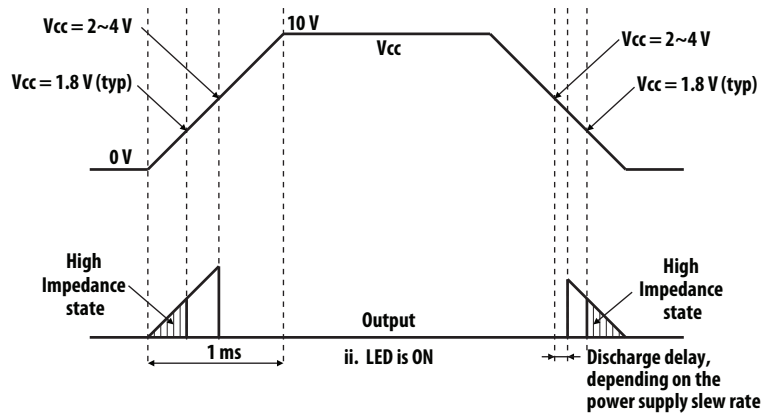 Vcc = 2~4 V
10 V
Vcc
Vcc = 2~4 V
Vcc = 1.8 V (typ)
Vcc = 1.8 V (typ)
0 V
High
Impedance
state
High
Impedance
state
Output
1 ms
ii. LED is ON
Discharge delay,
depending on the
power supply slew rate